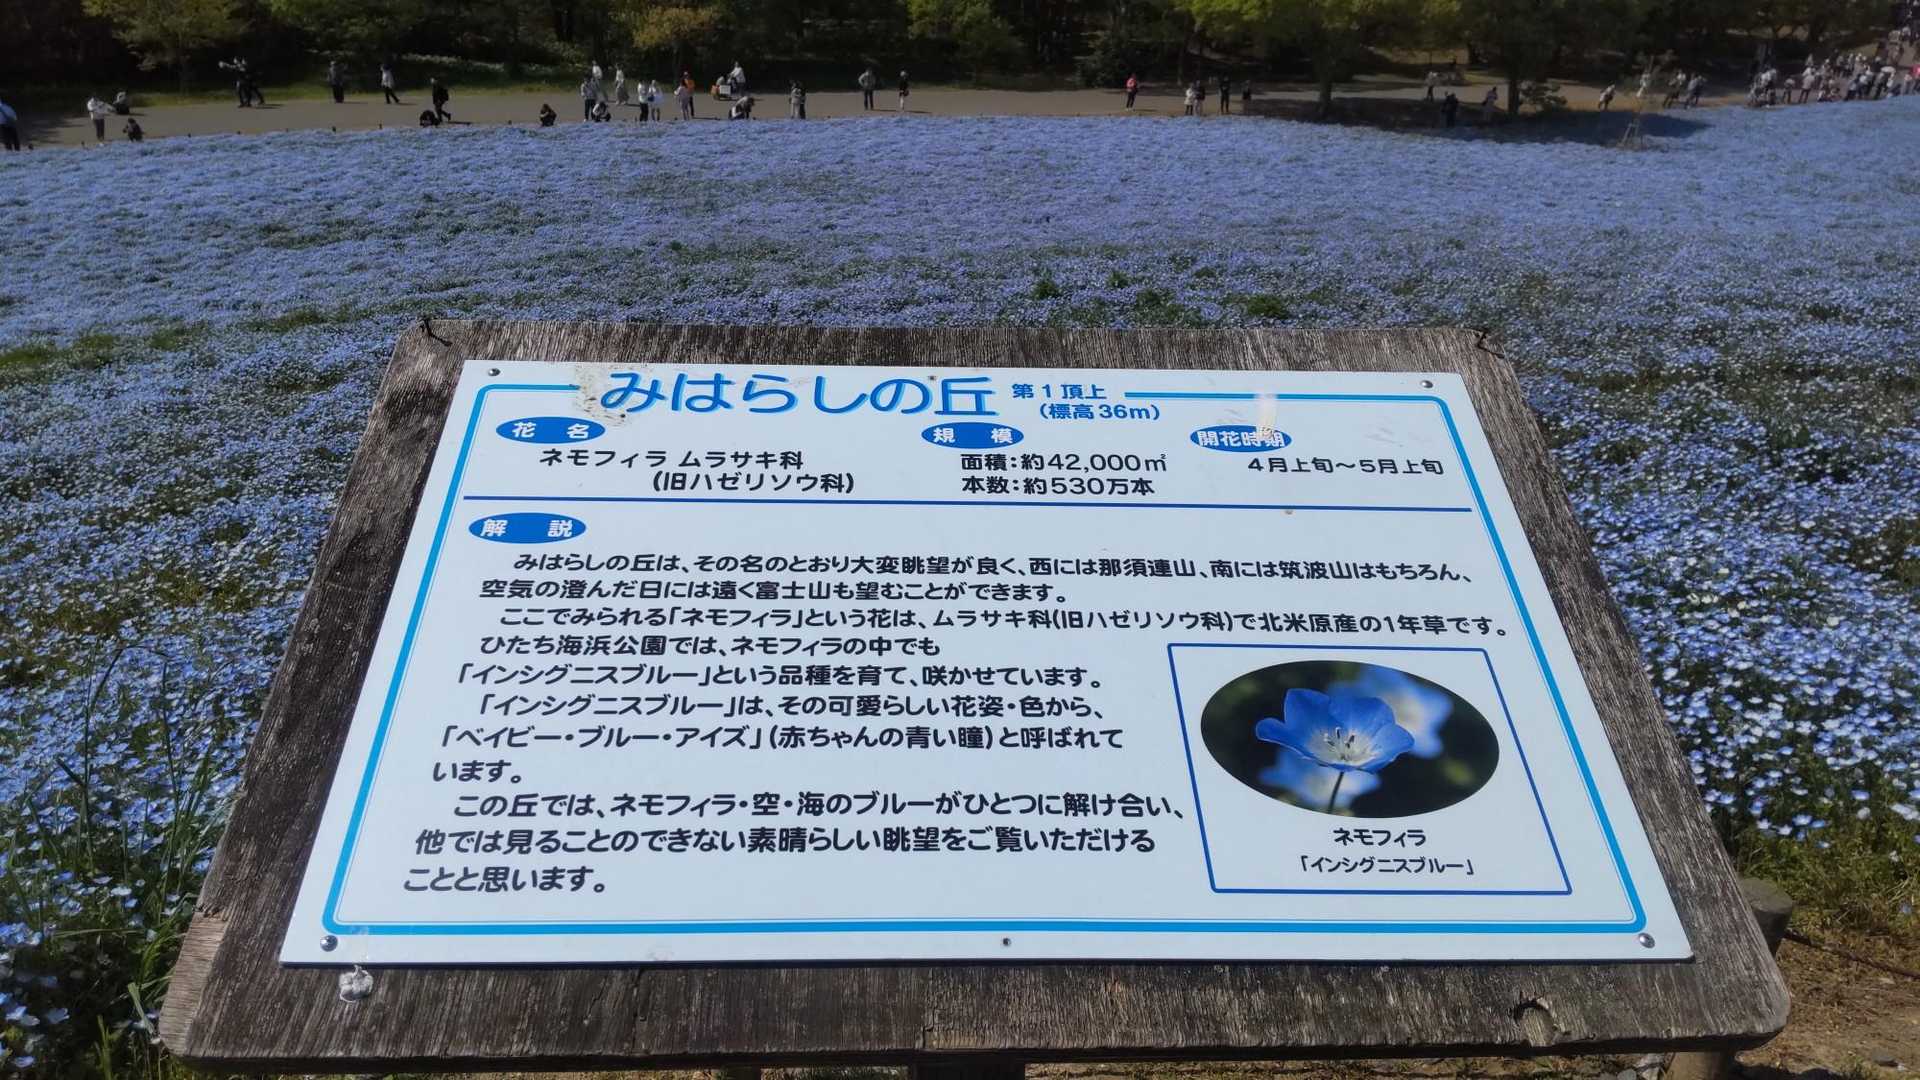 みはらしの丘 第1頂上
(標高36m)
花名 規模 開花時期
ネモフィラ ムラサキ科 面積:約42,000㎡ 4月上旬～5月上旬
(旧ハゼリソウ科) 本数:約530万本
解説
みはらしの丘は、その名のとおり大変眺望が良く、西には那須連山、南には筑波山はもちろん、
空気の澄んだ日には遠く富士山も望むことができます。
ここでみられる「ネモフィラ」という花は、ムラサキ科(旧ハゼリソウ科)で北米原産の1年草です。
ひたち海浜公園では、ネモフィラの中でも
「インシグニスブルー」という品種を育て、咲かせています。
「インシグニスブルー」は、その可愛らしい花姿・色から、
「ベイビー・ブルー・アイズ」(赤ちゃんの青い瞳)と呼ばれて
います。
この丘では、ネモフィラ・空・海のブルーがひとつに解け合い、
他では見ることのできない素晴らしい眺望をご覧いただける
ことと思います。
ネモフィラ
「インシグニスブルー」